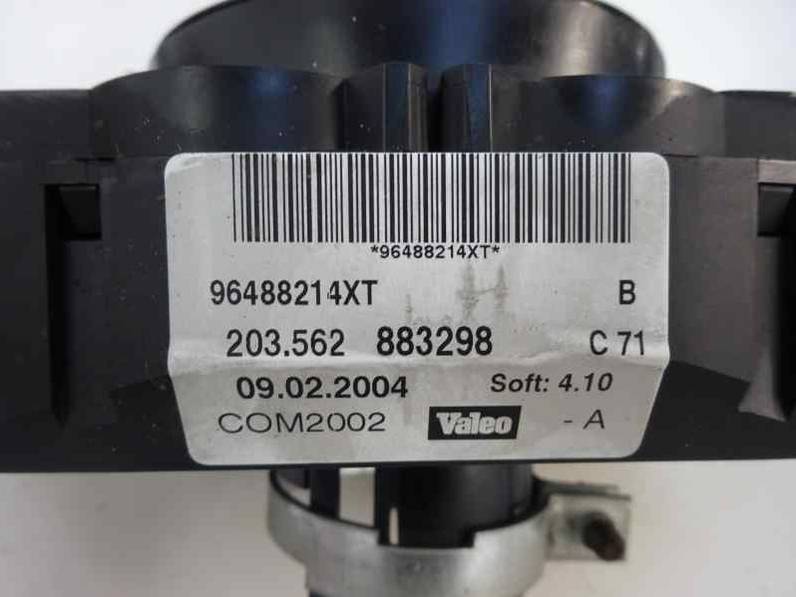 *96488214XT*
96488214XT B
203.562 883298 C 71
09.02.2004 Soft: 4.10
COM2002 Valeo - A